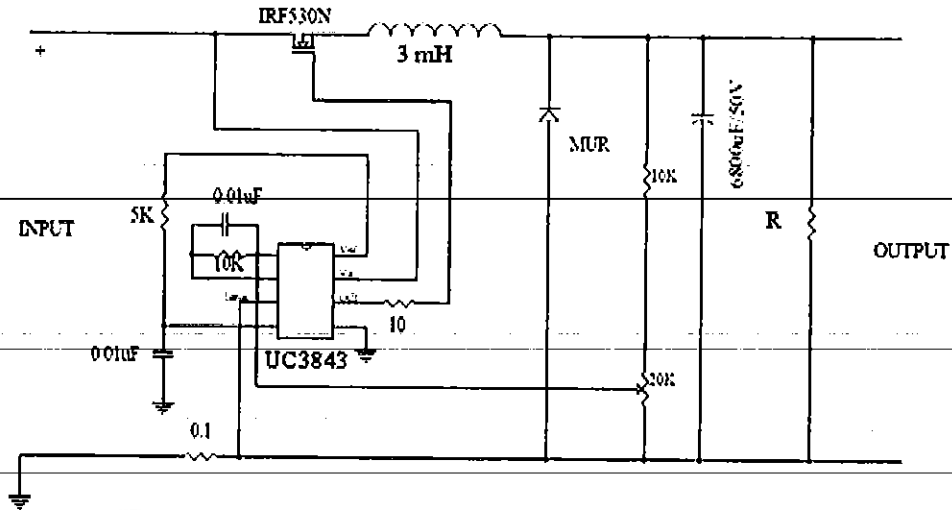 IRF530N
+
3 mH
MUR
6800uF/50V
10K
0.01uF
5K
INPUT
10K
R
OUTPUT
10
UC3843
0.01uF
20K
0.1